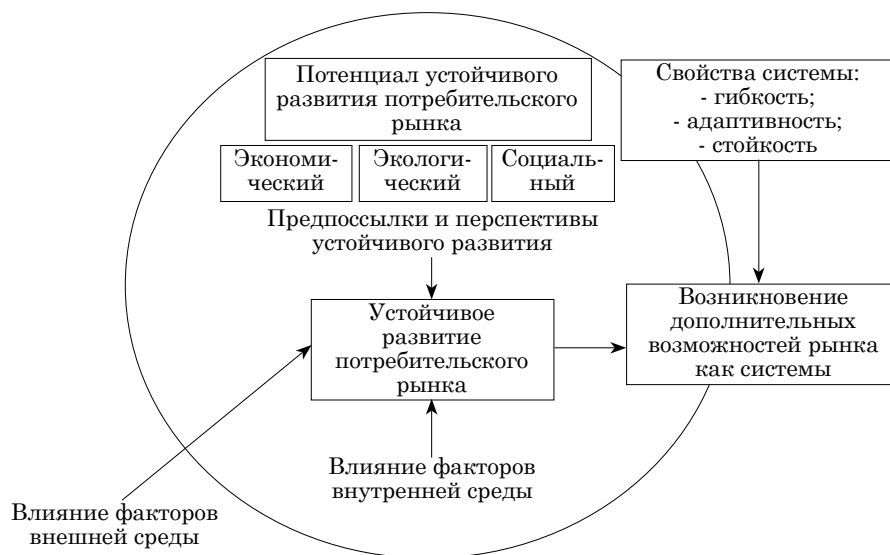 Потенциал устойчивого
развития потребительского
рынка
Свойства системы:
- гибкость;
- адаптивность;
- стойкость
Экономи-
ческий
Экологи-
ческий
Социаль-
ный
Предпоссылки и перспективы
устойчивого развития
Устойчивое
развитие
потребительского
рынка
Возникновение
дополнительных
возможностей рынка
как системы
Влияние факторов
внутренней среды
Влияние факторов
внешней среды